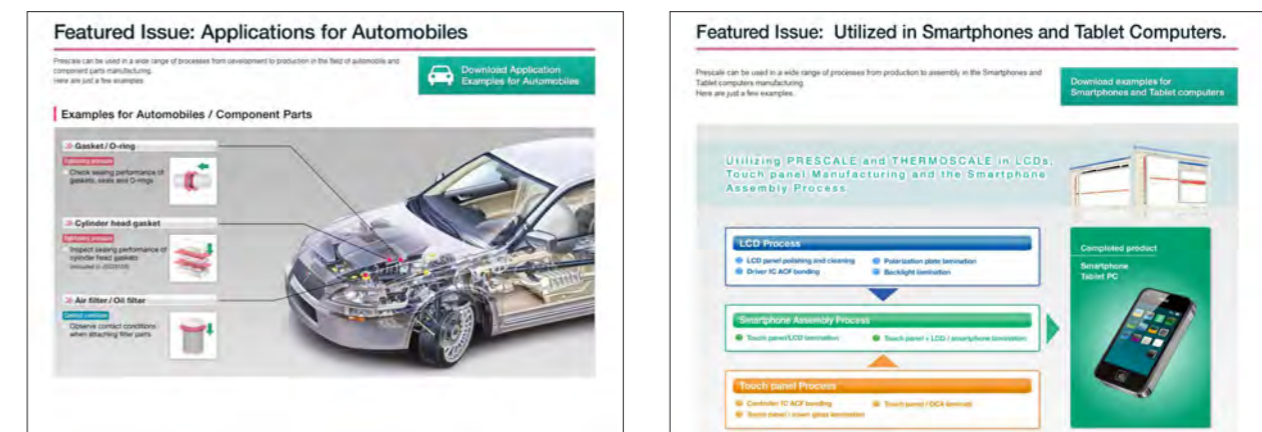 Featured Issue: Applications for Automobiles
Prescale can be used in a wide range of processes from development to production in the field of automobile and
component parts manufacturing.
Here are just a few examples.
Download Application
Examples for Automobiles
Examples for Automobiles / Component Parts
Gasket / O-ring
Tightening pressure
Check sealing performance of
gaskets, seals and O-rings
Cylinder head gasket
Tightening pressure
Inspect sealing performance of
cylinder head gaskets
Air filter / Oil filter
Contact condition
Observe contact conditions
when attaching filter parts
Featured Issue: Utilized in Smartphones and Tablet Computers.
Prescale can be used in a wide range of processes from production to assembly in the Smartphones and
Tablet computers manufacturing.
Here are just a few examples.
Download examples for
Smartphones and Tablet computers
Utilizing PRESCALE and THERMOSCALE in LCDs,
Touch panel Manufacturing and the Smartphone
Assembly Process
LCD Process
LCD panel polishing and cleaning
Polarization plate lamination
Driver IC ACF bonding
Backlight lamination
Smartphone Assembly Process
Touch panel/LCD lamination
Touch panel + LCD / smartphone lamination
Touch panel Process
Controller IC ACF bonding
Touch panel / OCA laminate
Touch panel / cover glass lamination
Completed product
Smartphone
Tablet PC